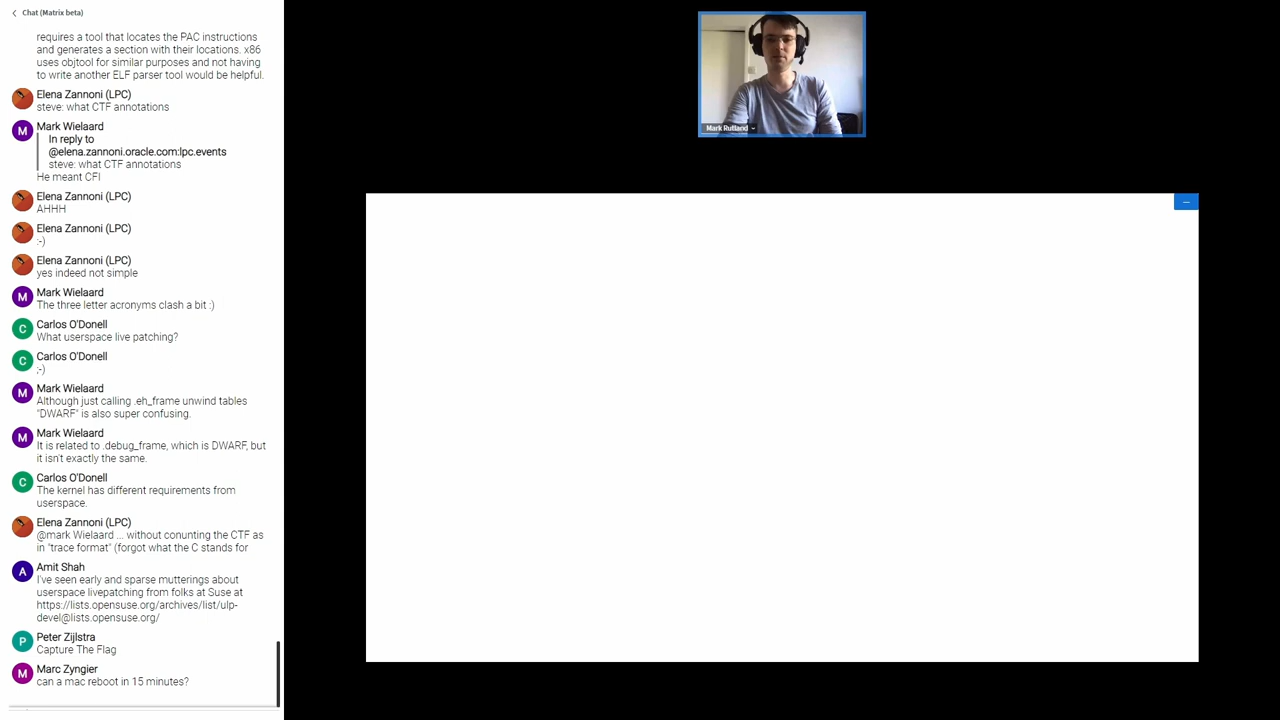 Chat (Matrix beta)
requires a tool that locates the PAC instructions
and generates a section with their locations. x86
uses objtool for similar purposes and not having
to write another ELF parser tool would be helpful.
Elena Zannoni (LPC)
steve: what CTF annotations
M
Mark Wielaard
In reply to
@elena.zannoni.oracle.com:lpc.events
steve: what CTF annotations
He meant CFI
Elena Zannoni (LPC)
AHHH
Elena Zannoni (LPC)
:-)
Elena Zannoni (LPC)
yes indeed not simple
M
Mark Wielaard
The three letter acronyms clash a bit :)
C
Carlos O'Donell
What userspace live patching?
C
Carlos O'Donell
;-)
M
Mark Wielaard
Although just calling .eh_frame unwind tables
"DWARF" is also super confusing.
M
Mark Wielaard
It is related to .debug_frame, which is DWARF, but
it isn't exactly the same.
C
Carlos O'Donell
The kernel has different requirements from
userspace.
Elena Zannoni (LPC)
@mark Wielaard ... without conunting the CTF as
in "trace format" (forgot what the C stands for
A
Amit Shah
I've seen early and sparse mutterings about
userspace livepatching from folks at Suse at
https://lists.opensuse.org/archives/list/ulp-
devel@lists.opensuse.org/
P
Peter Zijlstra
Capture The Flag
M
Marc Zyngier
can a mac reboot in 15 minutes?
Mark Rutland